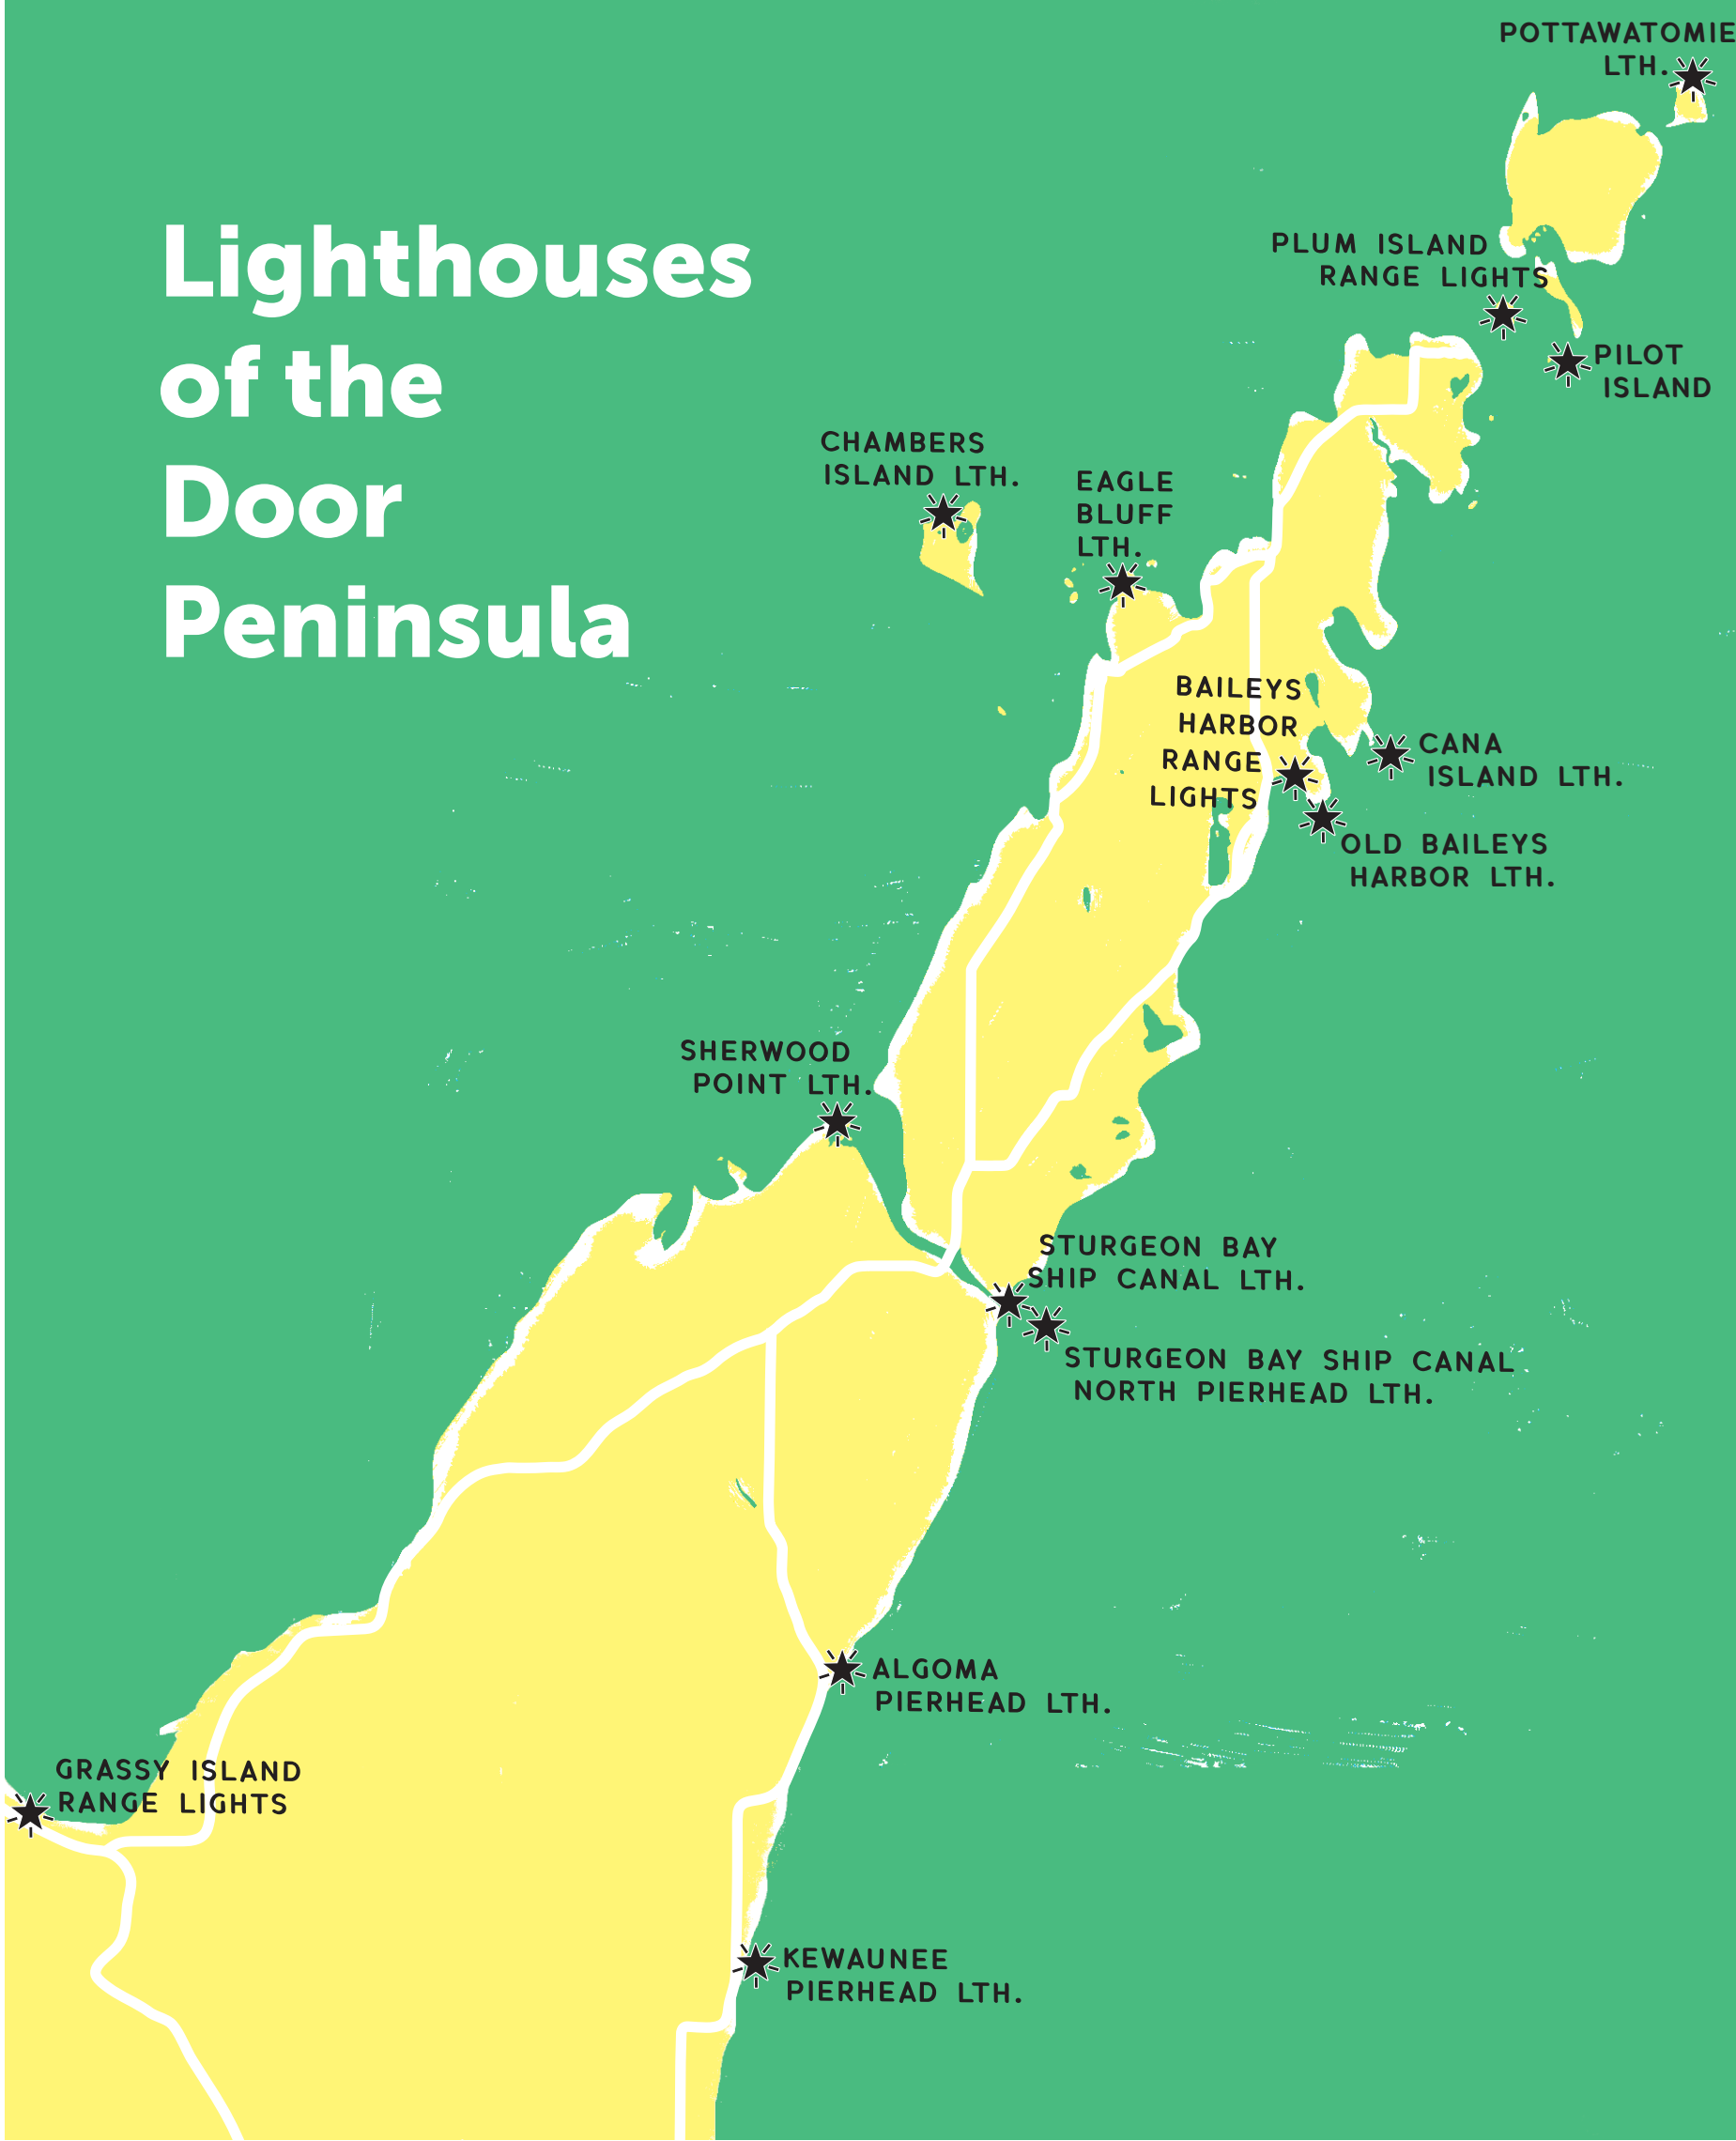 Lighthouses
of the
Door
Peninsula
POTTAWATOMIE
LTH.
PLUM ISLAND
RANGE LIGHTS
PILOT
ISLAND
CHAMBERS
ISLAND LTH.
EAGLE
BLUFF
LTH.
BAILEYS
HARBOR
RANGE
LIGHTS
CANA
ISLAND LTH.
OLD BAILEYS
HARBOR LTH.
SHERWOOD
POINT LTH.
STURGEON BAY
SHIP CANAL LTH.
STURGEON BAY SHIP CANAL
NORTH PIERHEAD LTH.
ALGOMA
PIERHEAD LTH.
GRASSY ISLAND
RANGE LIGHTS
KEWAUNEE
PIERHEAD LTH.